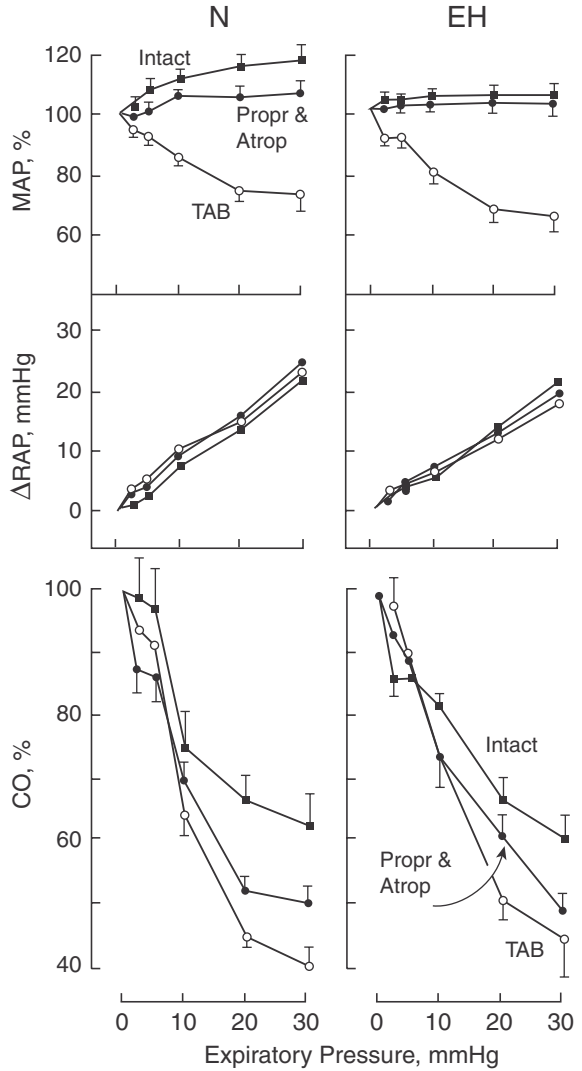 N
EH
Intact
Propr &
Atrop
TAB
MAP, %
120
100
80
60
ΔRAP, mmHg
30
20
10
0
CO, %
100
80
60
40
Intact
Propr &
Atrop
TAB
0 10 20 30
0 10 20 30
Expiratory Pressure, mmHg